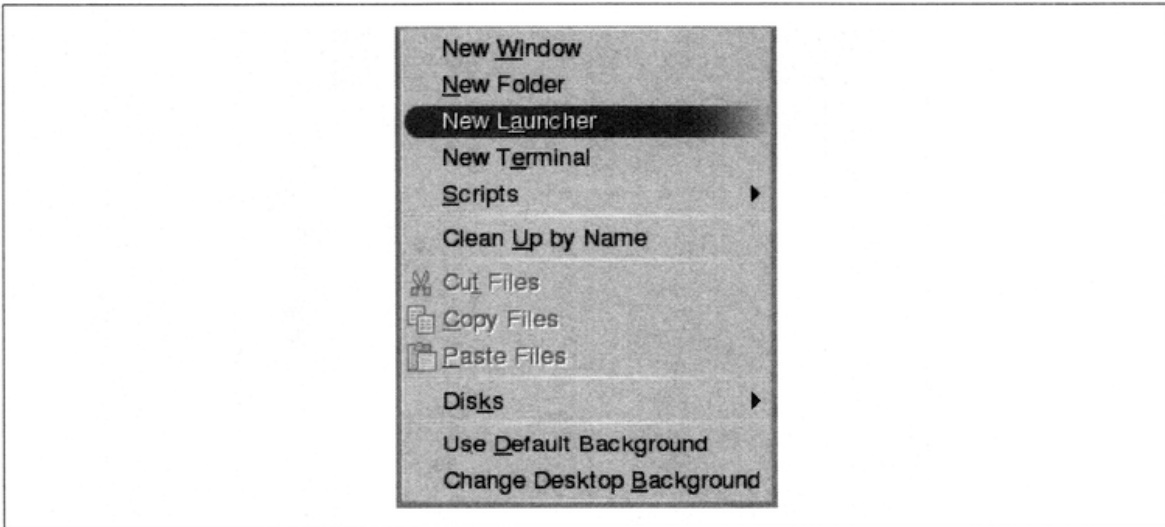 New Window
New Folder
New Launcher
New Terminal
Scripts
Clean Up by Name
Cut Files
Copy Files
Paste Files
Disks
Use Default Background
Change Desktop Background